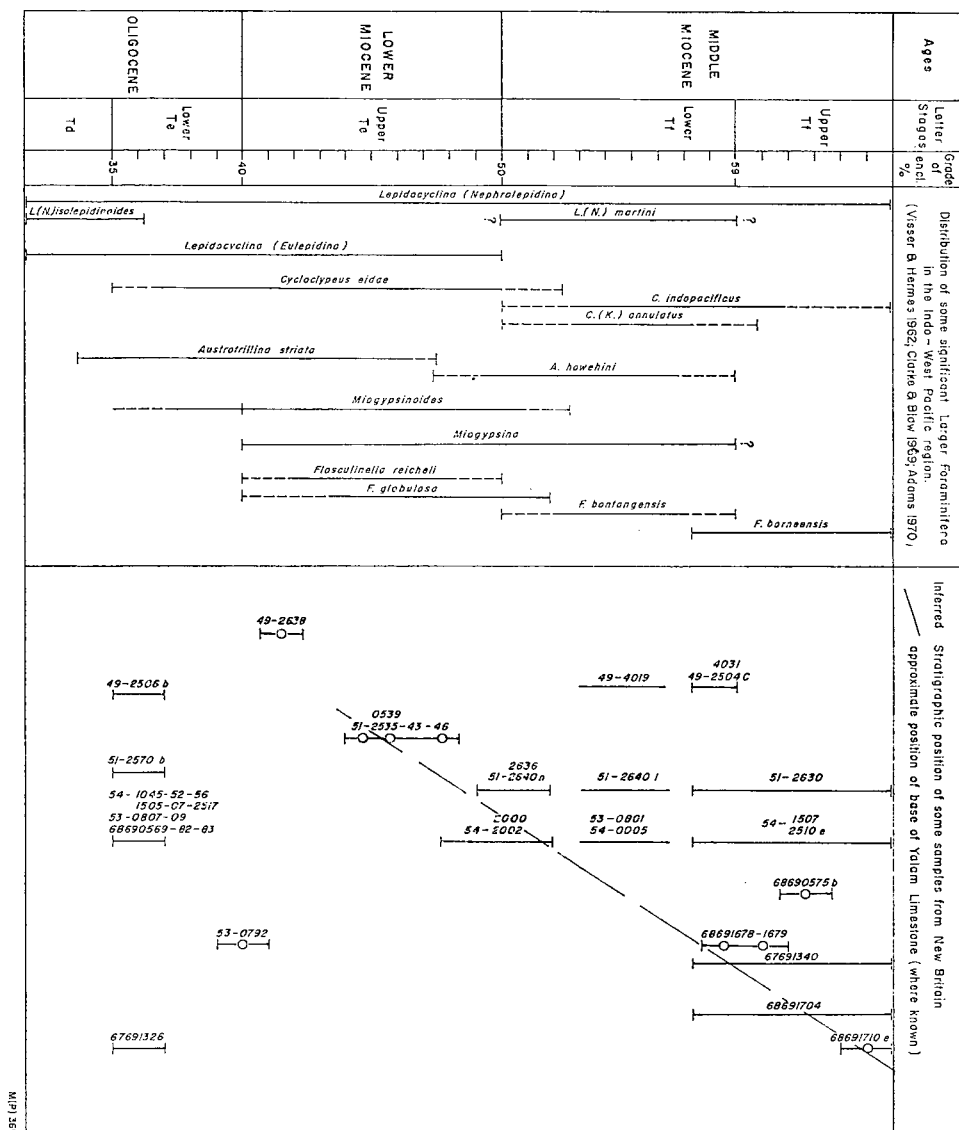 Ages
Letter
Stages
Grade
of
encl.
%
OLIGOCENE
LOWER
MIOCENE
MIDDLE
MIOCENE
Td
Lower
Te
Upper
Te
Lower
Tf
Upper
Tf
35
40
50
59
Distribution of some significant Larger Foraminifera
in the Indo - West Pacific region.
(Visser & Hermes 1962; Clarke & Blow 1969; Adams 1970,
Lepidocyclina (Nephrolepidina)
L.(N)isolepidinoides
?
L.(N.) martini
?
Lepidocyclina (Eulepidina)
Cycloclypeus eidae
C. indopacificus
C.(K.) annulatus
Austrotrillina striata
A. howehini
Miogypsinoides
Miogypsina
?
Flosculinella reicheli
F. globulosa
F. bontangensis
F. borneensis
Inferred Stratigraphic position of some samples from New Britain
approximate position of base of Yalam Limestone (where known)
49-2638
49-2506 b
49-4019
4031
49-2504 C
0539
51-2535-43-46
51-2570 b
2636
51-2640 a
51-2640 l
51-2630
54-1045-52-56
1505-07-2517
53-0807-09
68690569-82-83
2000
54-2002
53-0801
54-0005
54-1507
2510 e
68690575 b
53-0792
68691678-1679
67691340
68691704
67691326
68691710 e
M(P) 36